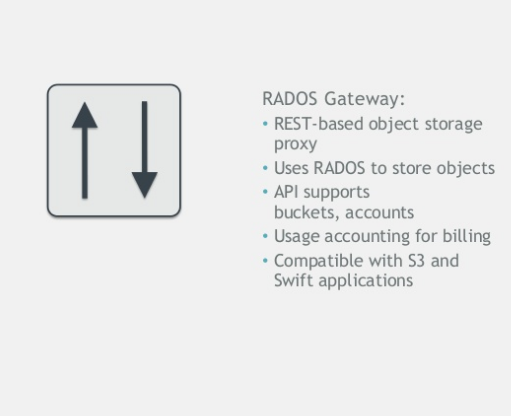 RADOS Gateway:
• REST-based object storage
proxy
• Uses RADOS to store objects
• API supports
buckets, accounts
• Usage accounting for billing
• Compatible with S3 and
Swift applications